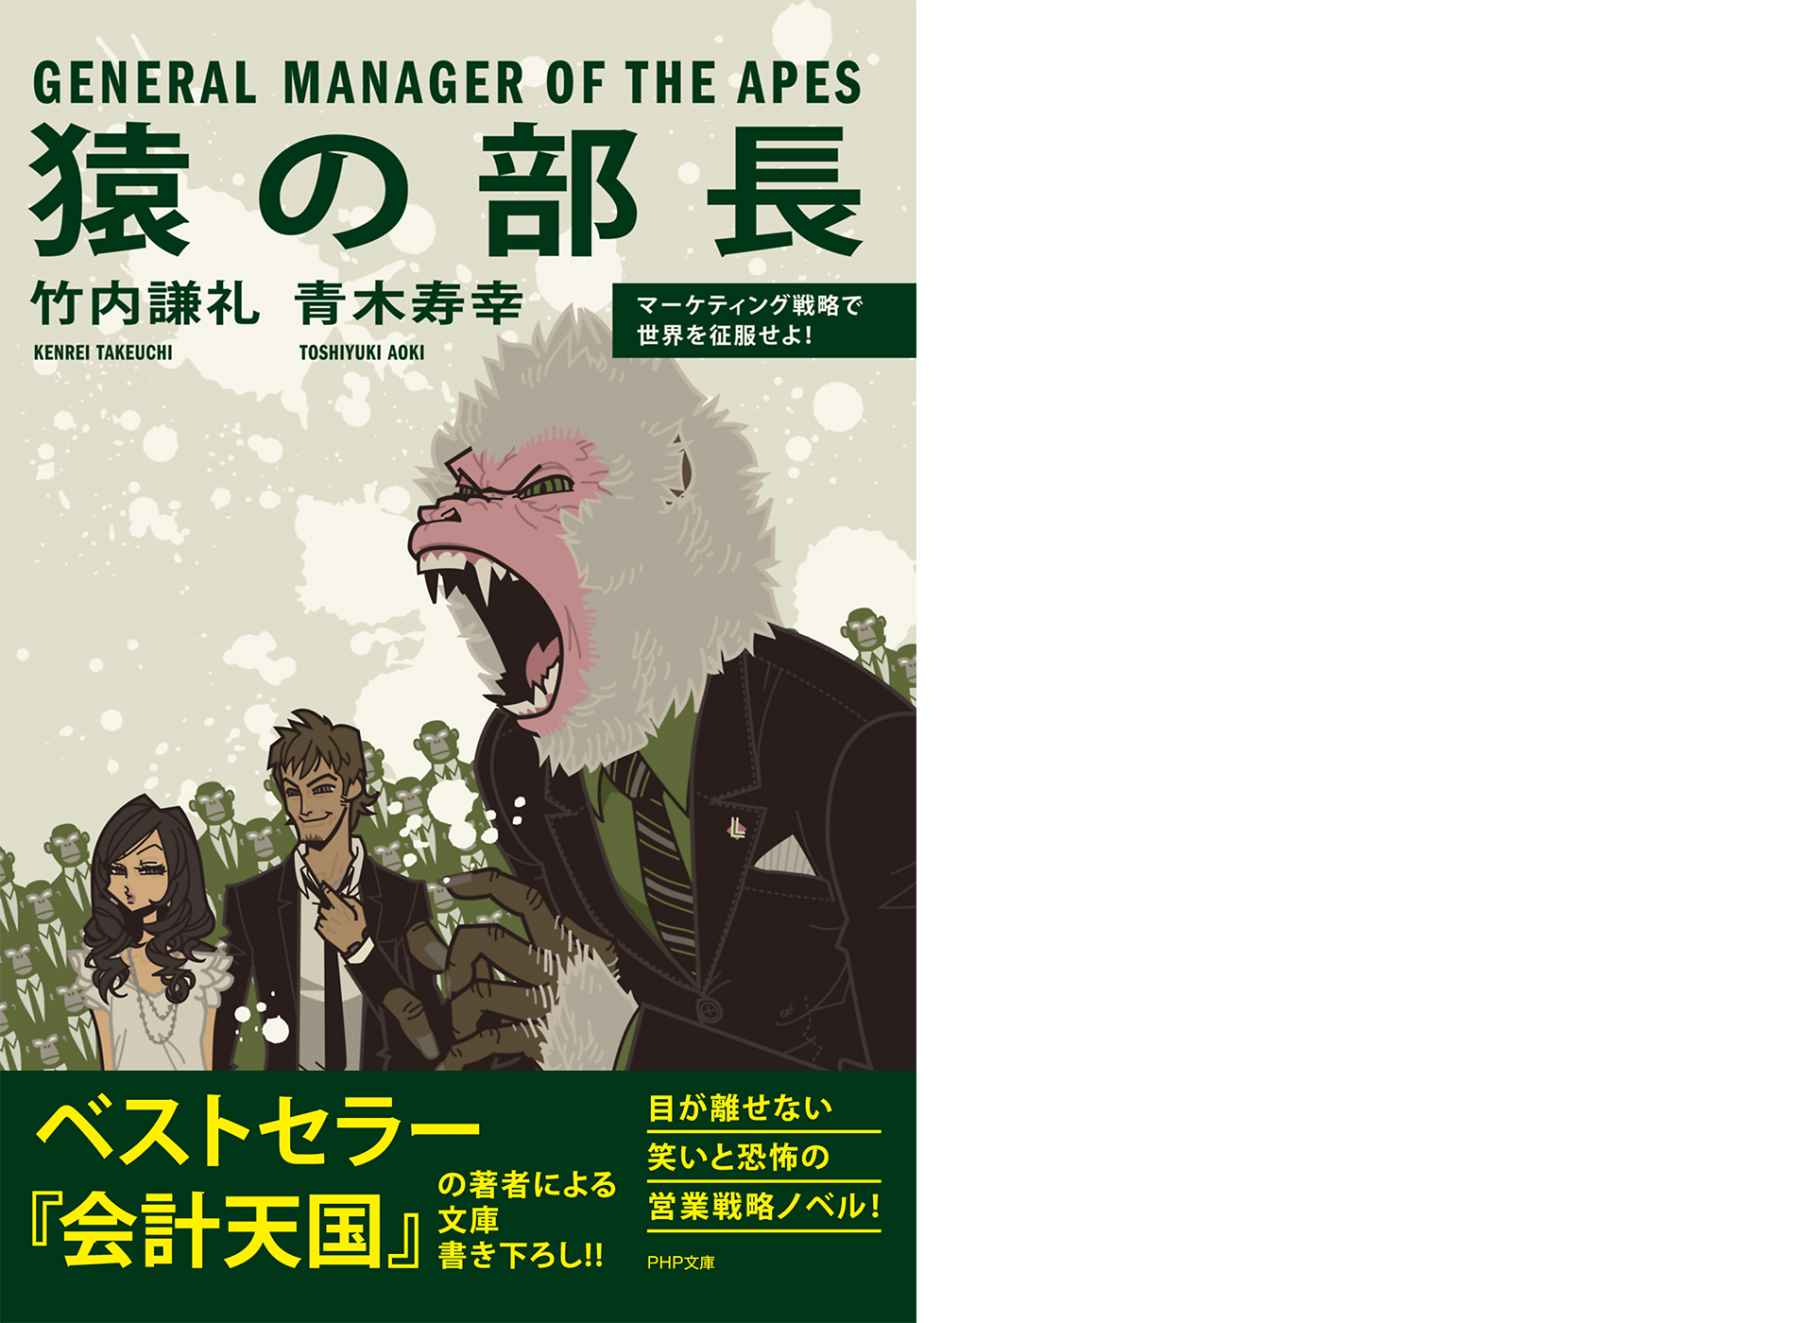 GENERAL MANAGER OF THE APES
猿の部長
竹内謙礼 青木寿幸
KENREI TAKEUCHI TOSHIYUKI AOKI
マーケティング戦略で
世界を征服せよ!
ベストセラー
『会計天国』
の著者による
文庫
書き下ろし!!
目が離せない
笑いと恐怖の
営業戦略ノベル!
PHP文庫